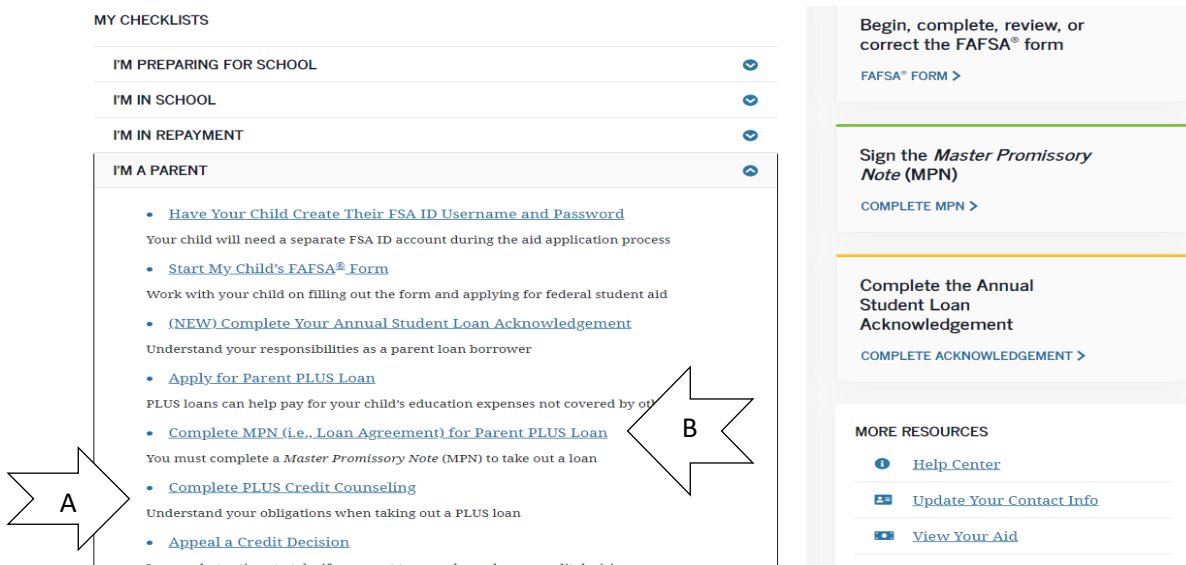 MY CHECKLISTS
I'M PREPARING FOR SCHOOL
I'M IN SCHOOL
I'M IN REPAYMENT
I'M A PARENT
• Have Your Child Create Their FSA ID Username and Password
Your child will need a separate FSA ID account during the aid application process
• Start My Child's FAFSA® Form
Work with your child on filling out the form and applying for federal student aid
• (NEW) Complete Your Annual Student Loan Acknowledgement
Understand your responsibilities as a parent loan borrower
• Apply for Parent PLUS Loan
PLUS loans can help pay for your child's education expenses not covered by
• Complete MPN (i.e., Loan Agreement) for Parent PLUS Loan
B
You must complete a Master Promissory Note (MPN) to take out a loan
• Complete PLUS Credit Counseling
A
Understand your obligations when taking out a PLUS loan
• Appeal a Credit Decision
Begin, complete, review, or
correct the FAFSA® form
FAFSA® FORM >
Sign the Master Promissory
Note (MPN)
COMPLETE MPN >
Complete the Annual
Student Loan
Acknowledgement
COMPLETE ACKNOWLEDGEMENT >
MORE RESOURCES
Help Center
Update Your Contact Info
View Your Aid